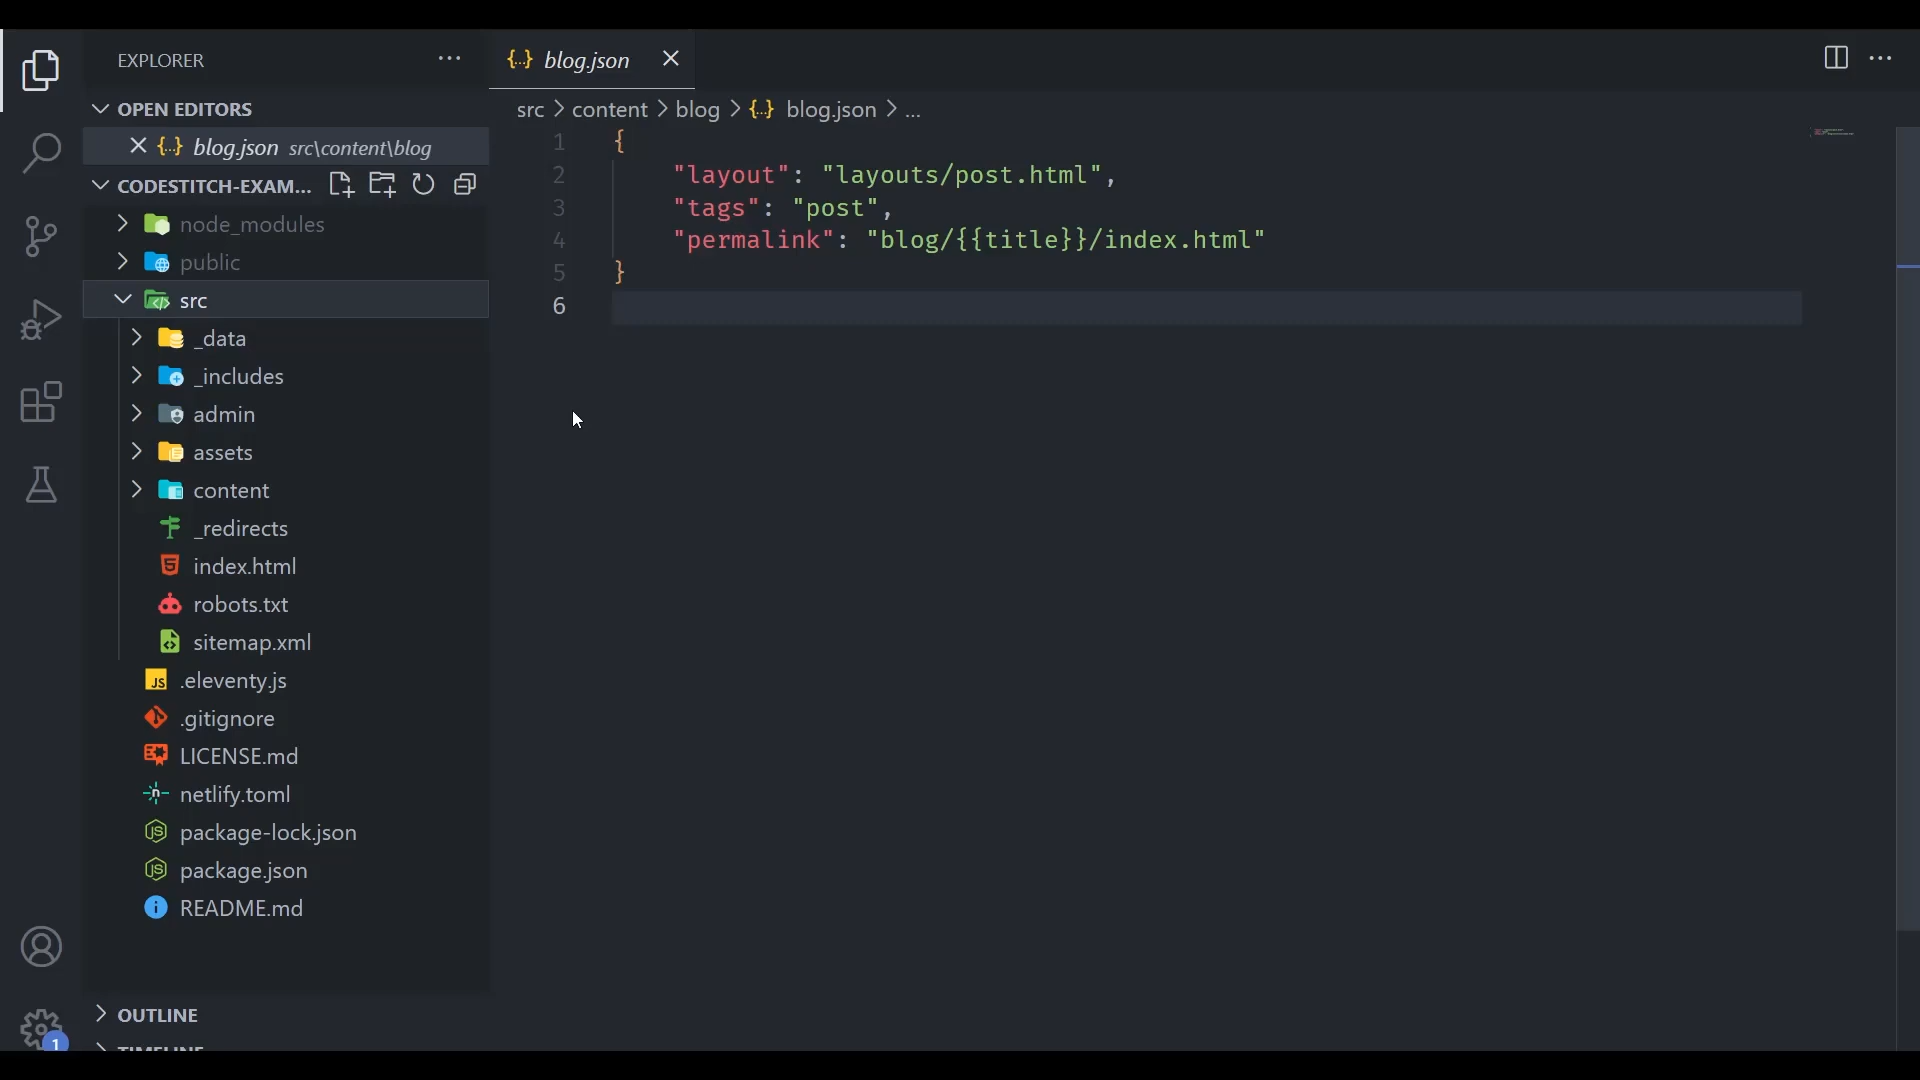 EXPLORER
OPEN EDITORS
blog.json src\content\blog
CODESTITCH-EXAM...
node_modules
public
src
_data
_includes
admin
assets
content
_redirects
index.html
robots.txt
sitemap.xml
.eleventy.js
.gitignore
LICENSE.md
netlify.toml
package-lock.json
package.json
README.md
OUTLINE
TIMELINE
1
{..} blog.json
src > content > blog > {..} blog.json > ...
1 {
2 "layout": "layouts/post.html",
3 "tags": "post",
4 "permalink": "blog/{{title}}/index.html"
5 }
6